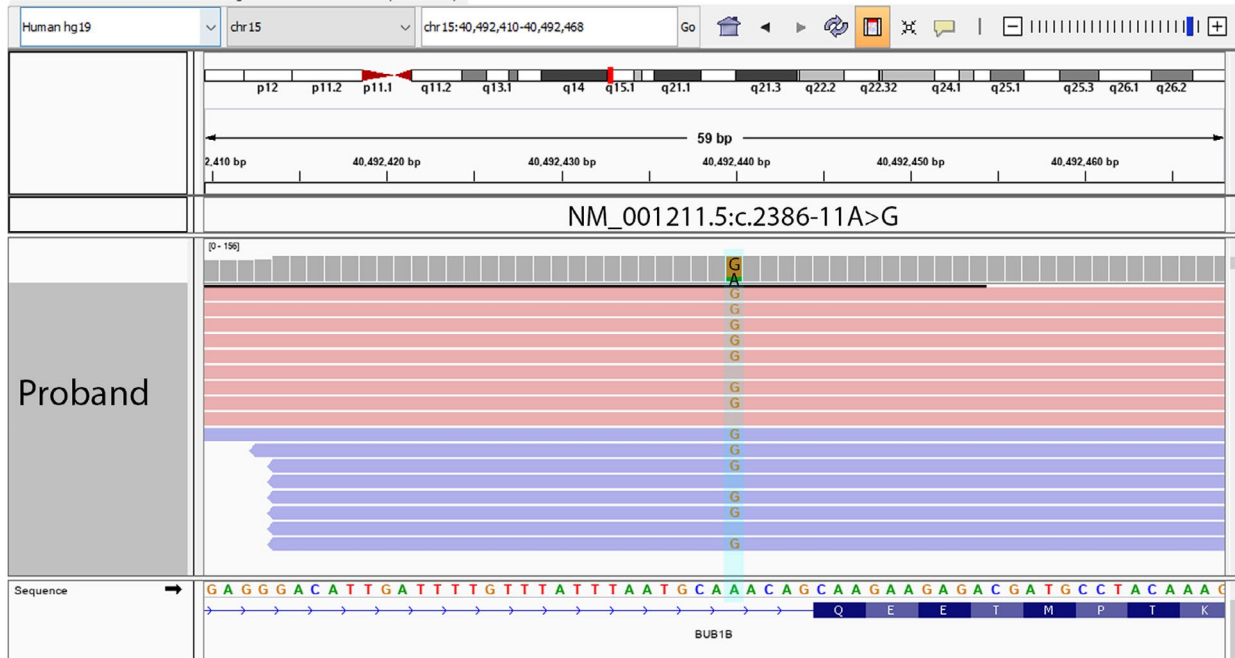 Human hg19 chr15 chr15:40,492,410-40,492,468 Go
p12 p11.2 p11.1 q11.2 q13.1 q14 q15.1 q21.1 q21.3 q22.2 q22.32 q24.1 q25.1 q25.3 q26.1 q26.2
59 bp
2,410 bp 40,492,420 bp 40,492,430 bp 40,492,440 bp 40,492,450 bp 40,492,460 bp
NM_001211.5:c.2386-11A>G
[0 - 156]
G
A
G
G
G
G
G
G
Proband G
G
G
G
G
G
G
Sequence G A G G G A C A T T G A T T T T G T T T A T T T A A T G C A A A C A G C A A G A A G A G A C G A T G C C T A C A A A G
Q E E T M P T K
BUB1B